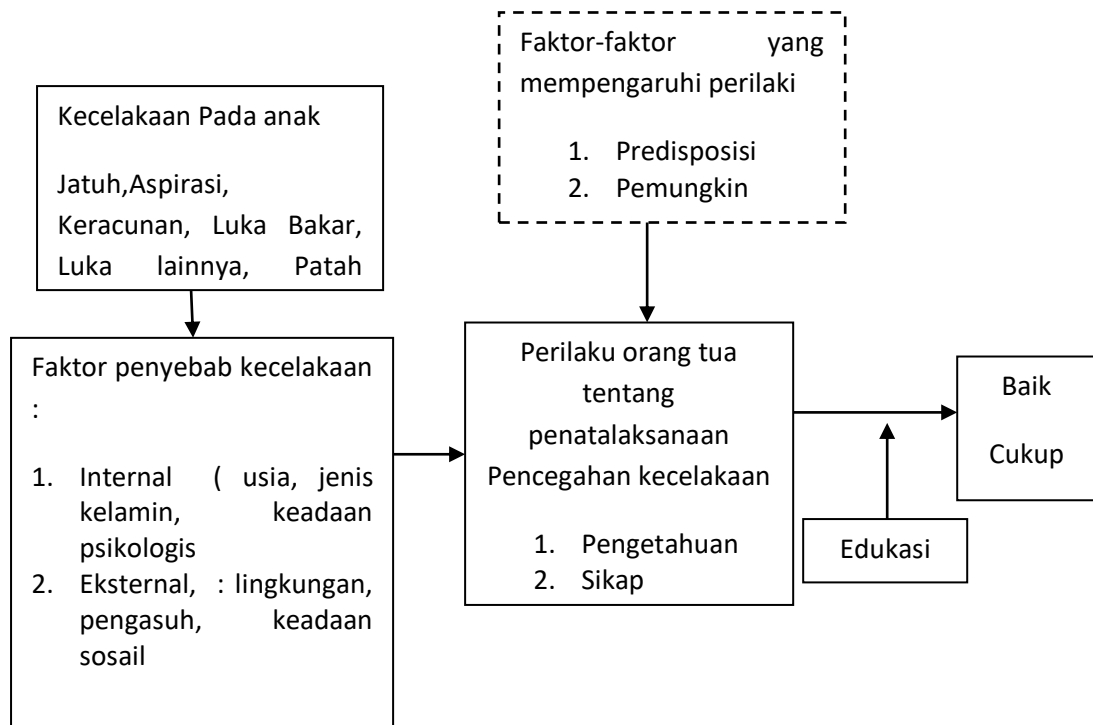 Kecelakaan Pada anak
Jatuh,Aspirasi,
Keracunan, Luka Bakar,
Luka lainnya, Patah
Faktor-faktor yang
mempengaruhi perilaki
1. Predisposisi
2. Pemungkin
Faktor penyebab kecelakaan
:
1. Internal ( usia, jenis
kelamin, keadaan
psikologis
2. Eksternal, : lingkungan,
pengasuh, keadaan
sosail
Perilaku orang tua
tentang
penatalaksanaan
Pencegahan kecelakaan
1. Pengetahuan
2. Sikap
Edukasi
Baik
Cukup